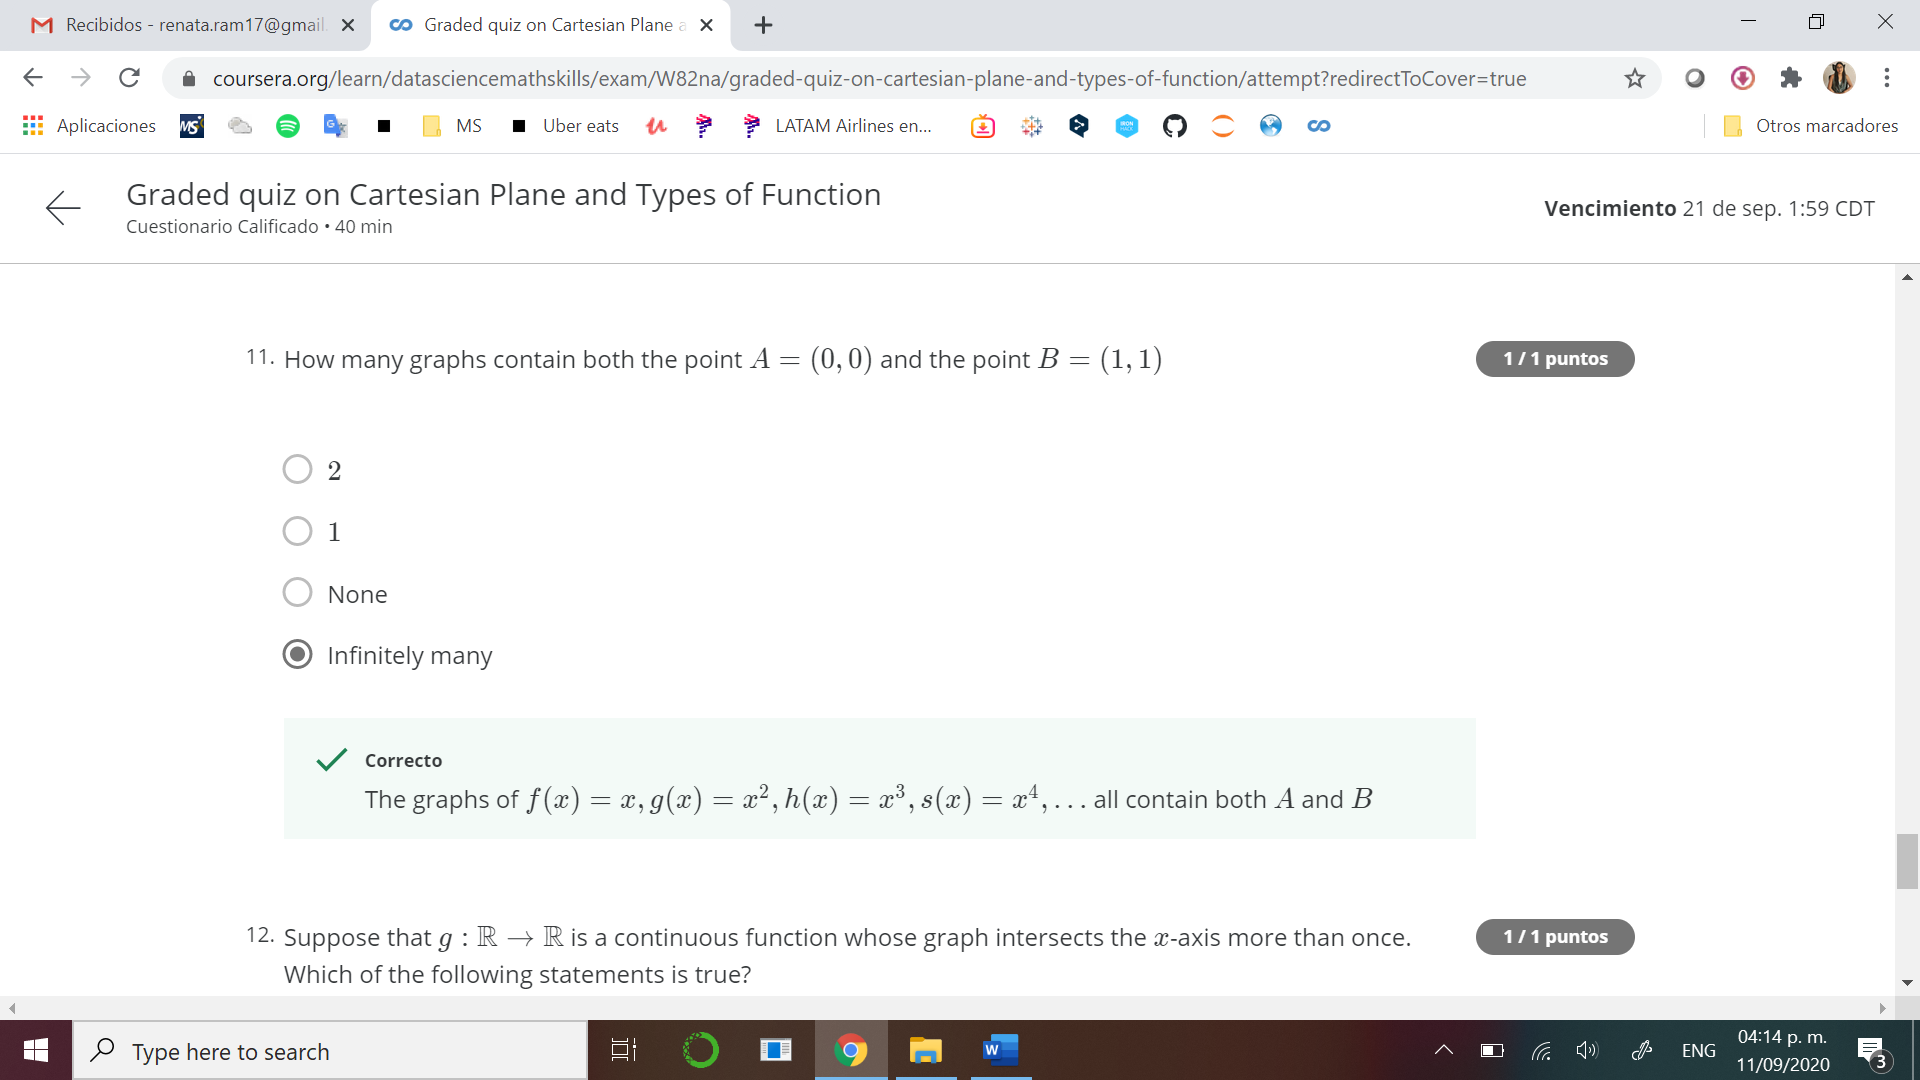 Recibidos - renata.ram17@gmail.
Graded quiz on Cartesian Plane a
coursera.org/learn/datasciencemathskills/exam/W82na/graded-quiz-on-cartesian-plane-and-types-of-function/attempt?redirectToCover=true
Aplicaciones
MS
Uber eats
LATAM Airlines en...
Otros marcadores
Graded quiz on Cartesian Plane and Types of Function
Cuestionario Calificado • 40 min
Vencimiento 21 de sep. 1:59 CDT
11. How many graphs contain both the point A = (0, 0) and the point B = (1, 1)
1 / 1 puntos
2
1
None
Infinitely many
Correcto
The graphs of f(x) = x, g(x) = x², h(x) = x³, s(x) = x⁴, . . . all contain both A and B
12. Suppose that g : ℝ → ℝ is a continuous function whose graph intersects the x-axis more than once.
1 / 1 puntos
Which of the following statements is true?
Type here to search
ENG
04:14 p. m.
11/09/2020
3